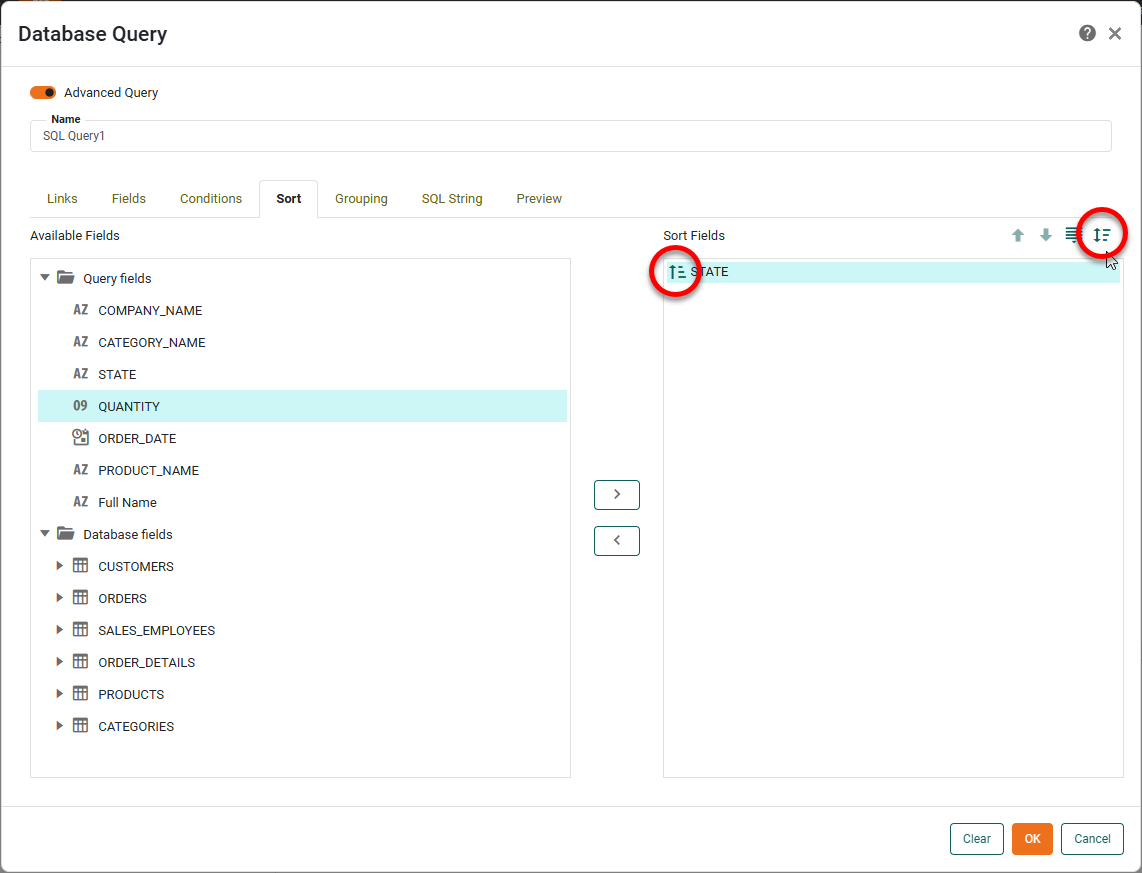 Database Query
Advanced Query
Name
SQL Query1
Links Fields Conditions Sort Grouping SQL String Preview
Available Fields
Sort Fields
Query fields
AZ COMPANY_NAME
AZ CATEGORY_NAME
AZ STATE
09 QUANTITY
ORDER_DATE
AZ PRODUCT_NAME
AZ Full Name
Database fields
CUSTOMERS
ORDERS
SALES_EMPLOYEES
ORDER_DETAILS
PRODUCTS
CATEGORIES
STATE
Clear OK Cancel